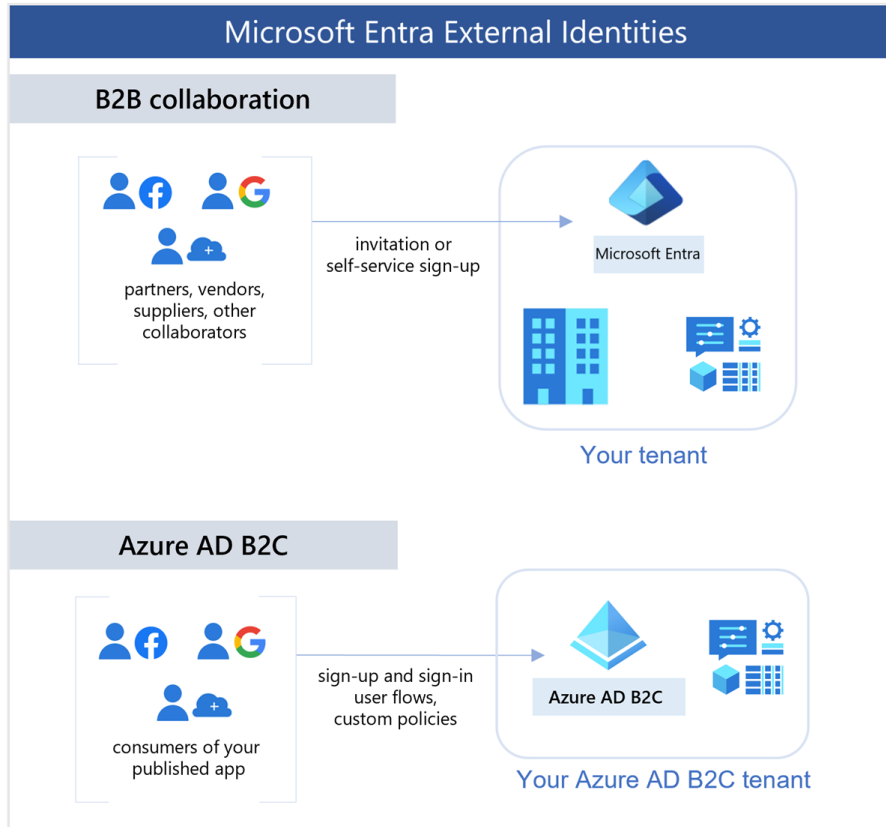 Microsoft Entra External Identities
B2B collaboration
partners, vendors,
suppliers, other
collaborators
invitation or
self-service sign-up
Microsoft Entra
Your tenant
Azure AD B2C
consumers of your
published app
sign-up and sign-in
user flows,
custom policies
Azure AD B2C
Your Azure AD B2C tenant